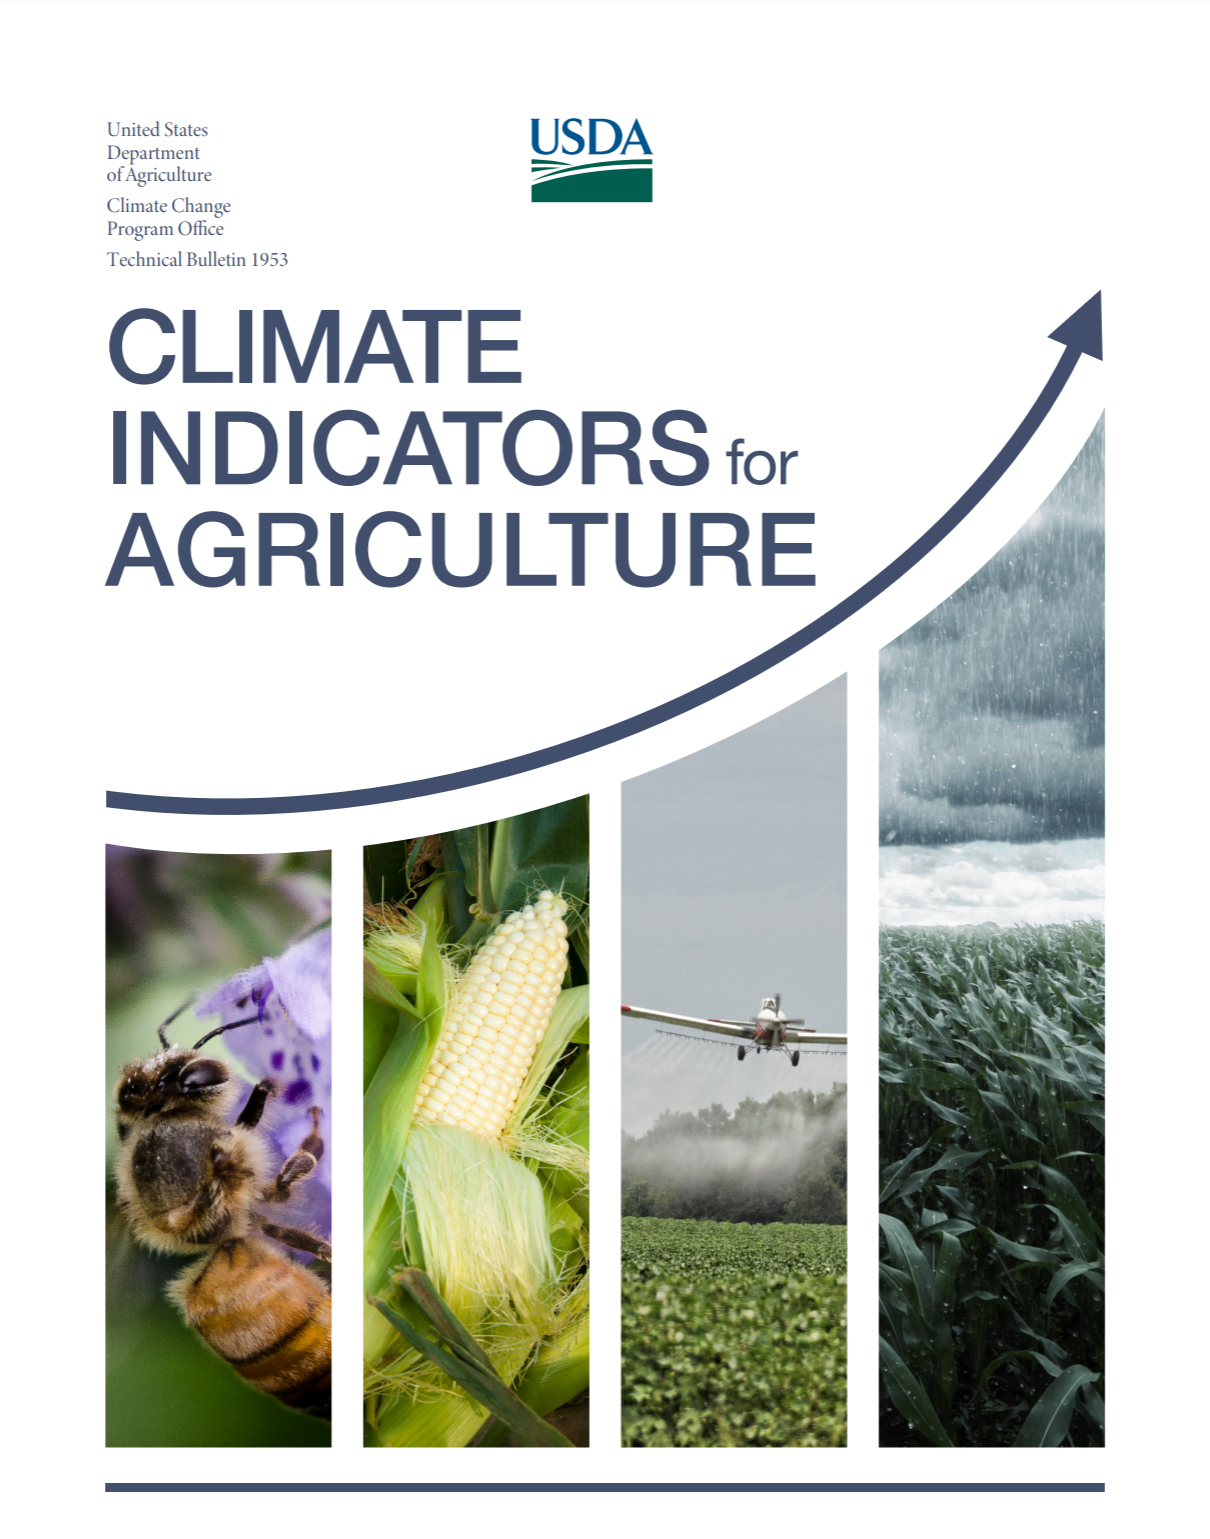 United States
Department
of Agriculture
Climate Change
Program Office
Technical Bulletin 1953
USDA
CLIMATE
INDICATORS for
AGRICULTURE